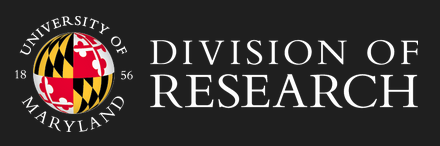 UNIVERSITY OF
18 56
MARYLAND
DIVISION OF
RESEARCH